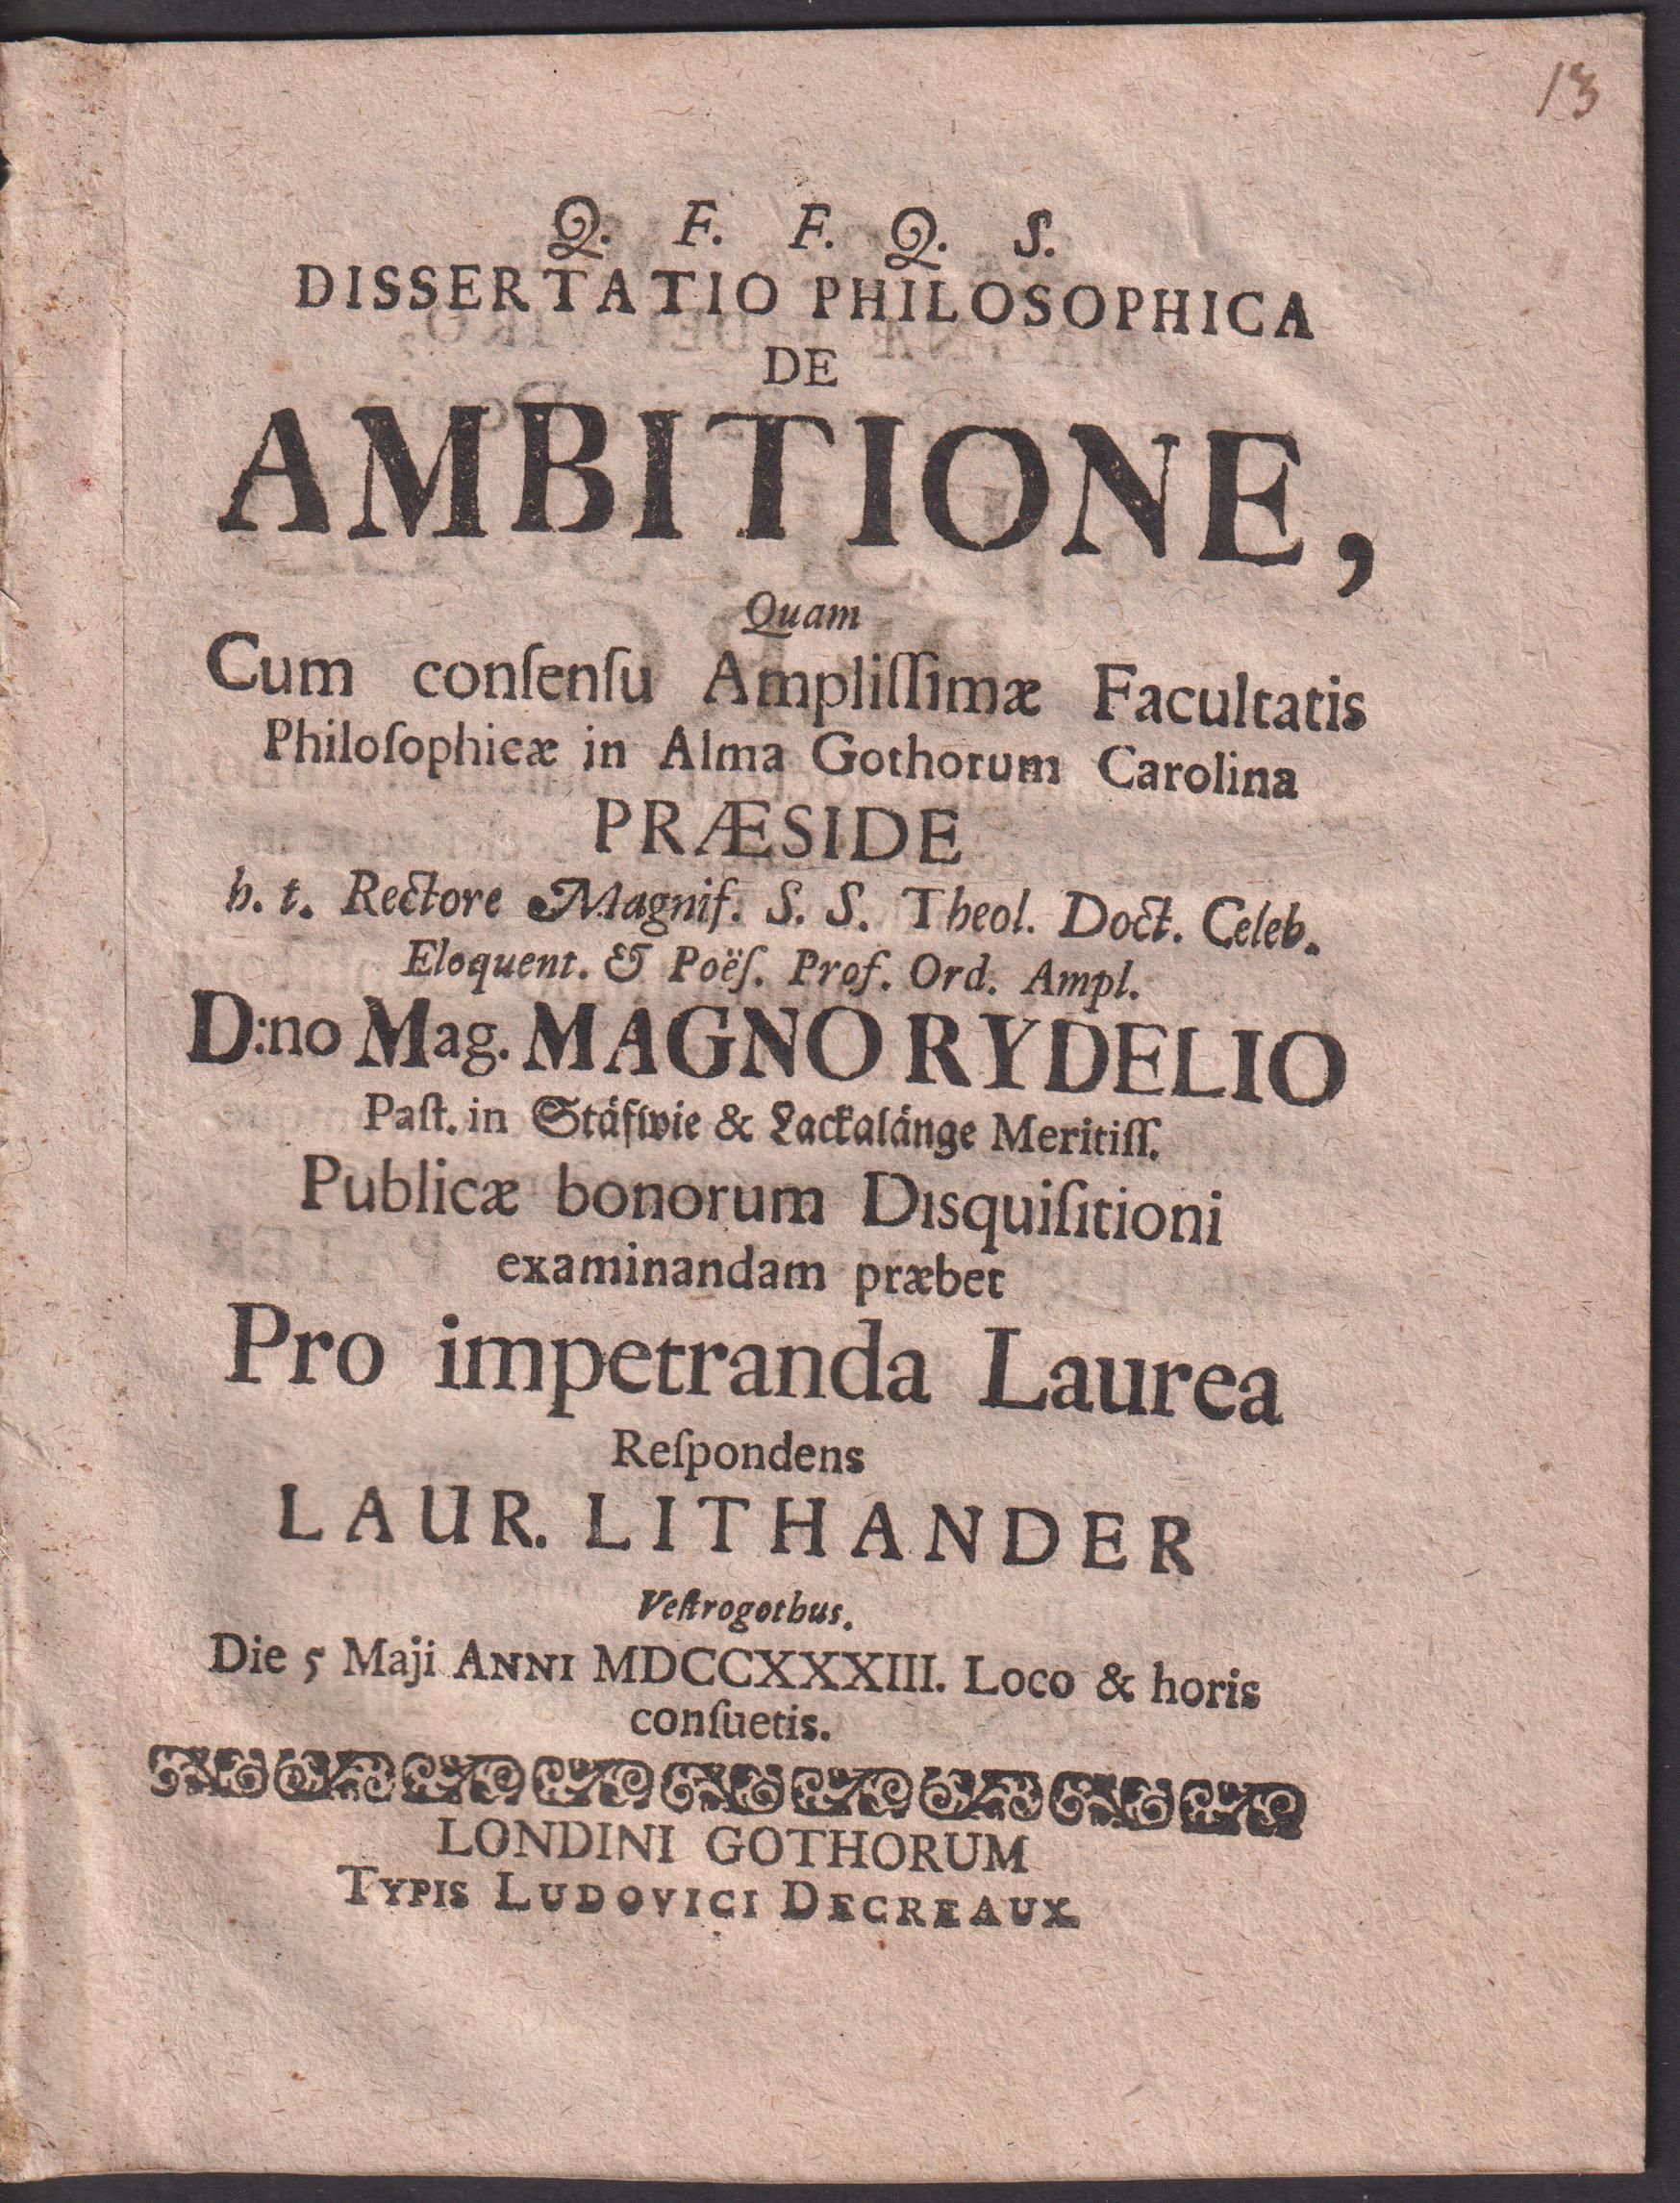 13
Q. F. F. Q. S.
DISSERTATIO PHILOSOPHICA
DE
AMBITIONE,
Quam
Cum conſenſu Ampliſſimæ Facultatis
Philoſophicæ in Alma Gothorum Carolina
PRÆSIDE
h. t. Rectore Magnif. S. S. Theol. Doct. Celeb.
Eloquent. & Poëſ. Prof. Ord. Ampl.
D:no Mag. MAGNO RYDELIO
Paſt. in Stäfwie & Lackalänge Meritiſſ.
Publicæ bonorum Disquiſitioni
examinandam præbet
Pro impetranda Laurea
Reſpondens
LAUR. LITHANDER
Veſtrogothus.
Die 5 Maji ANNI MDCCXXXIII. Loco & horis
conſuetis.
LONDINI GOTHORUM
TYPIS LUDOVICI DECREAUX.